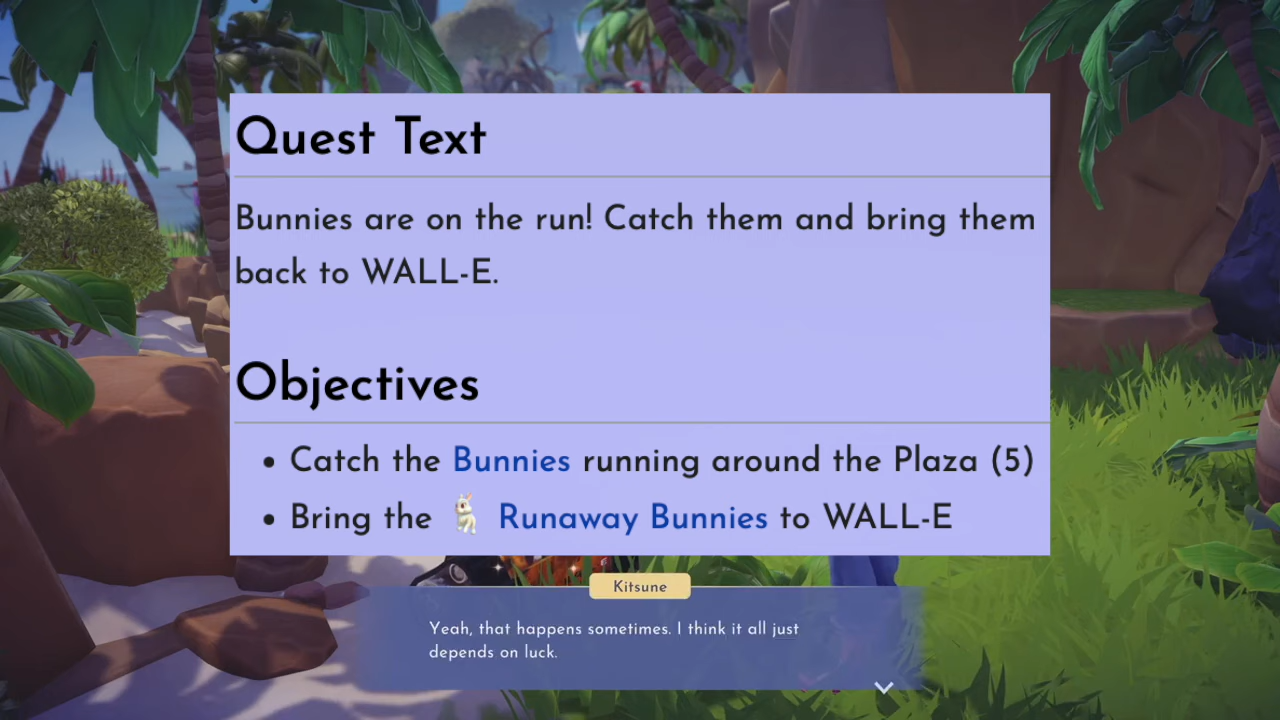 Quest Text
Bunnies are on the run! Catch them and bring them
back to WALL-E.
Objectives
• Catch the Bunnies running around the Plaza (5)
• Bring the Runaway Bunnies to WALL-E
Kitsune
Yeah, that happens sometimes. I think it all just
depends on luck.